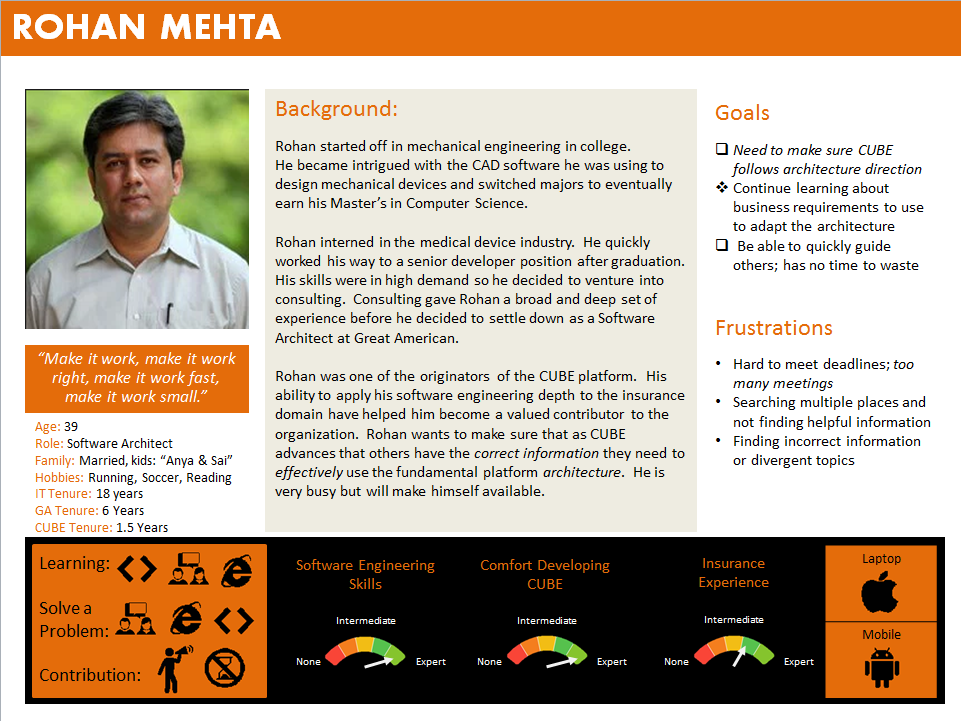 ROHAN MEHTA
“Make it work, make it work
right, make it work fast,
make it work small.”
Age: 39
Role: Software Architect
Family: Married, kids: “Anya & Sai”
Hobbies: Running, Soccer, Reading
IT Tenure: 18 years
GA Tenure: 6 Years
CUBE Tenure: 1.5 Years
Background:
Rohan started off in mechanical engineering in college.
He became intrigued with the CAD software he was using to
design mechanical devices and switched majors to eventually
earn his Master’s in Computer Science.
Rohan interned in the medical device industry. He quickly
worked his way to a senior developer position after graduation.
His skills were in high demand so he decided to venture into
consulting. Consulting gave Rohan a broad and deep set of
experience before he decided to settle down as a Software
Architect at Great American.
Rohan was one of the originators of the CUBE platform. His
ability to apply his software engineering depth to the insurance
domain have helped him become a valued contributor to the
organization. Rohan wants to make sure that as CUBE
advances that others have the correct information they need to
effectively use the fundamental platform architecture. He is
very busy but will make himself available.
Goals
❑ Need to make sure CUBE
follows architecture direction
❖ Continue learning about
business requirements to use
to adapt the architecture
❑ Be able to quickly guide
others; has no time to waste
Frustrations
• Hard to meet deadlines; too
many meetings
• Searching multiple places and
not finding helpful information
• Finding incorrect information
or divergent topics
Learning:
Solve a
Problem:
Contribution:
Software Engineering
Skills
Intermediate
None
Expert
Comfort Developing
CUBE
Intermediate
None
Expert
Insurance
Experience
Intermediate
None
Expert
Laptop
Mobile